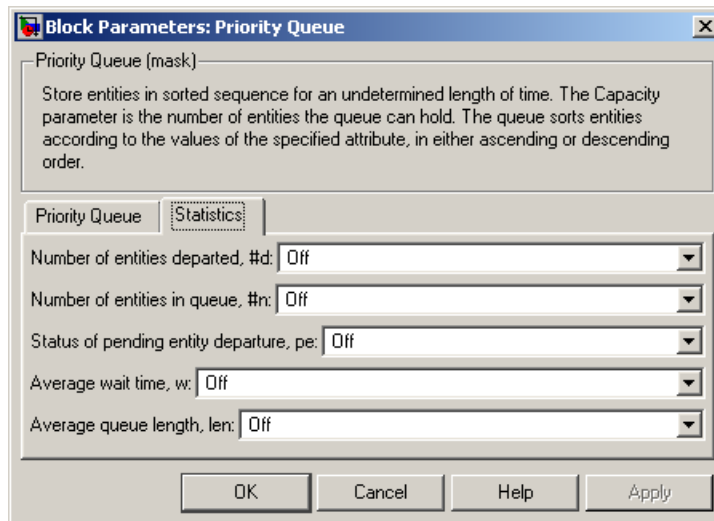 Block Parameters: Priority Queue
Priority Queue (mask)
Store entities in sorted sequence for an undetermined length of time. The Capacity
parameter is the number of entities the queue can hold. The queue sorts entities
according to the values of the specified attribute, in either ascending or descending
order.
Priority Queue Statistics
Number of entities departed, #d: Off
Number of entities in queue, #n: Off
Status of pending entity departure, pe: Off
Average wait time, w: Off
Average queue length, len: Off
OK Cancel Help Apply